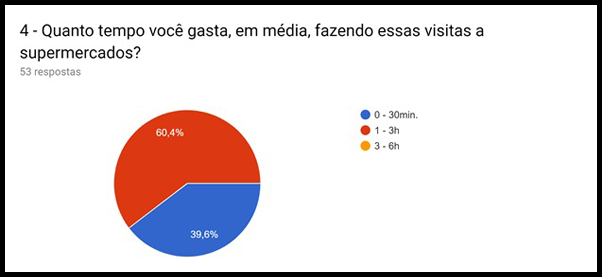 4 - Quanto tempo você gasta, em média, fazendo essas visitas a
supermercados?
53 respostas
60,4%
39,6%
0 - 30min.
1 - 3h
3 - 6h